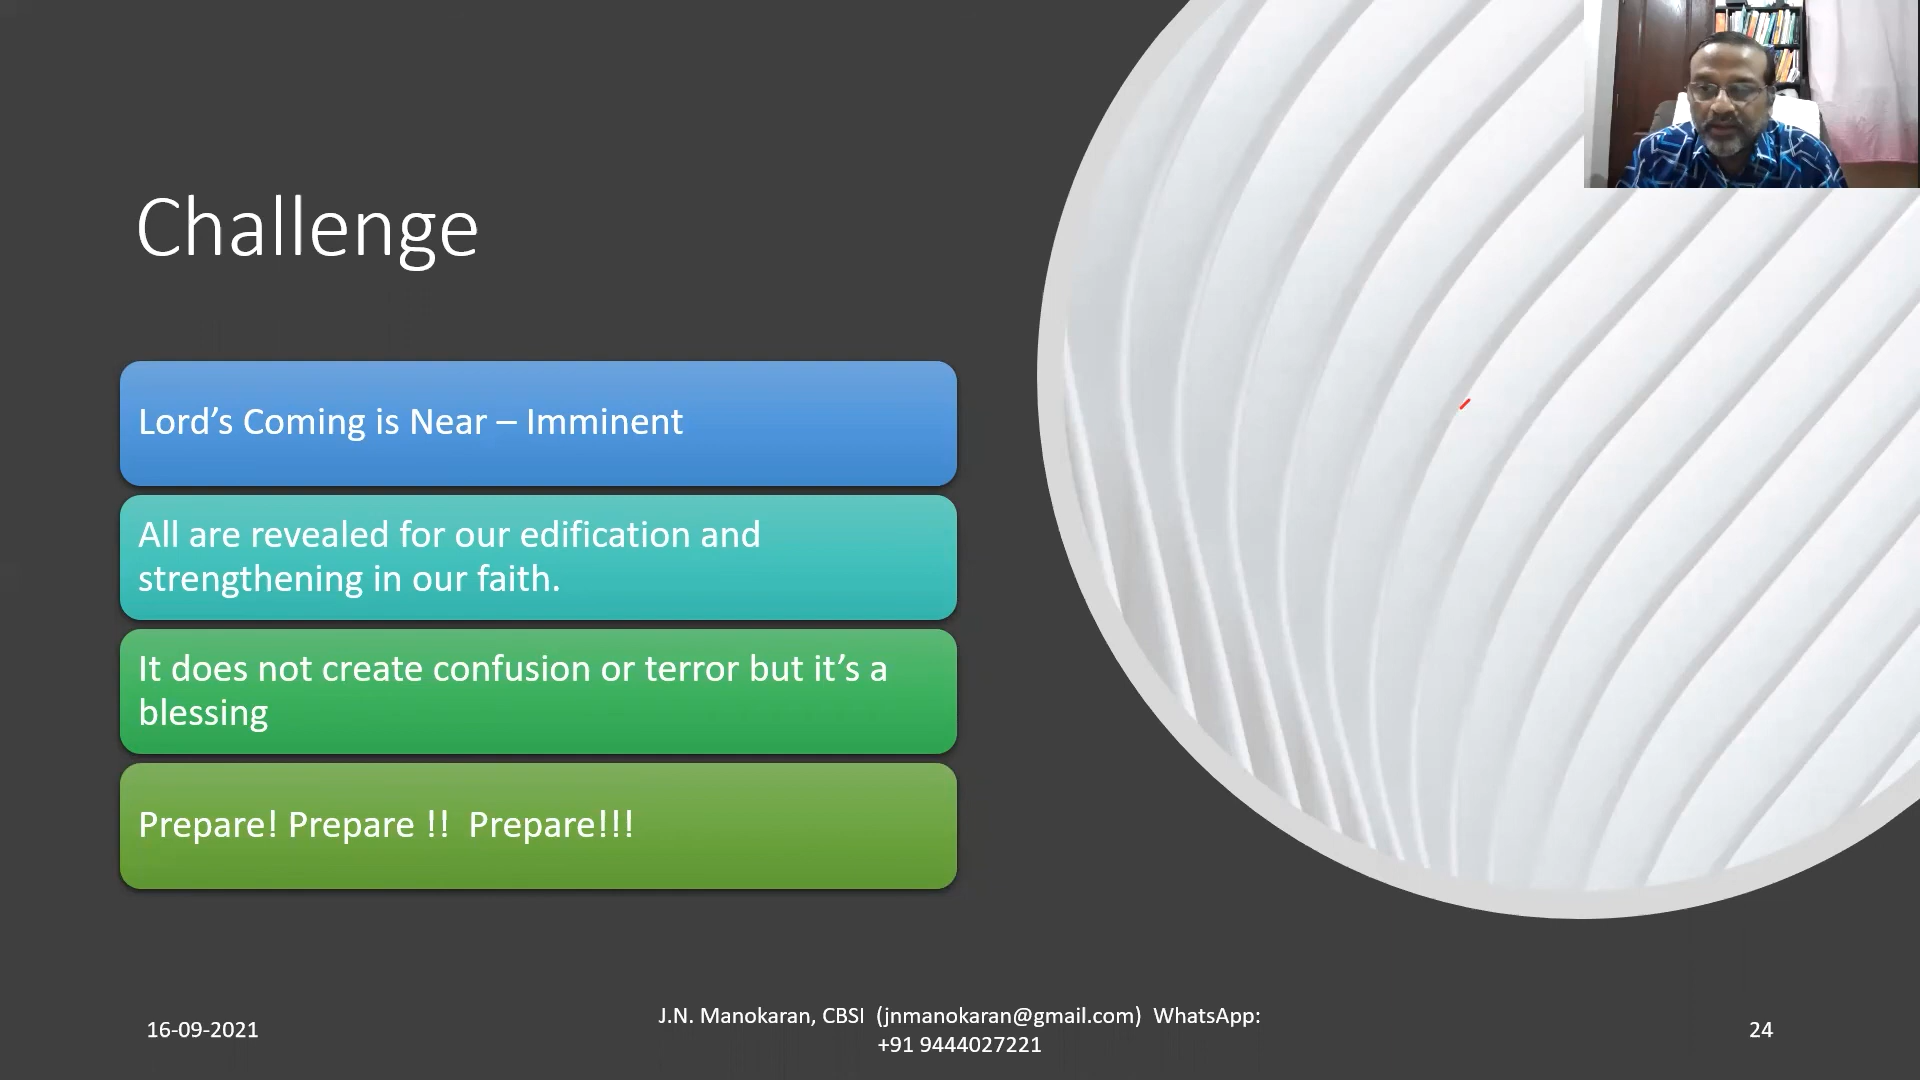 Challenge
Lord’s Coming is Near – Imminent
All are revealed for our edification and
strengthening in our faith.
It does not create confusion or terror but it’s a
blessing
Prepare! Prepare !!  Prepare!!!
16-09-2021
J.N. Manokaran, CBSI  (jnmanokaran@gmail.com)  WhatsApp:
+91 9444027221
24